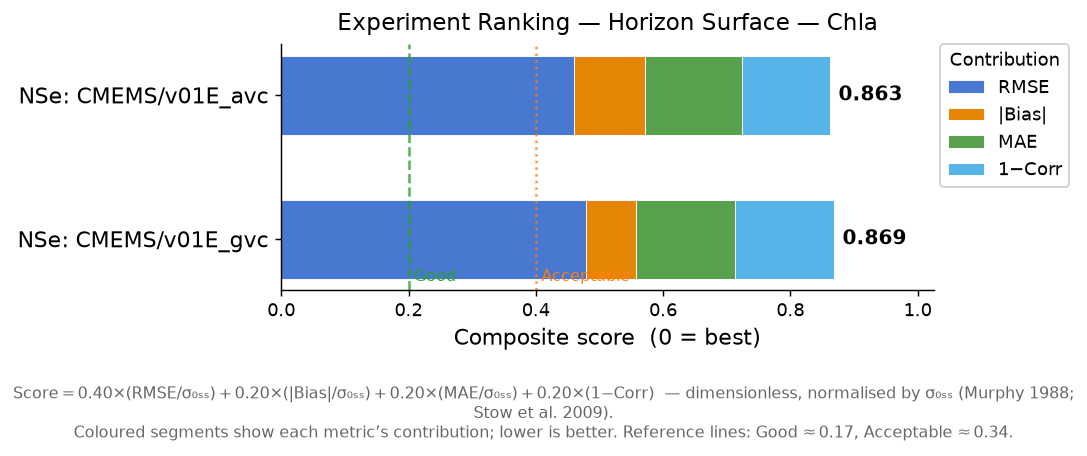 Experiment Ranking — Horizon Surface — Chla
NSe: CMEMS/v01E_avc
0.863
NSe: CMEMS/v01E_gvc
0.869
Good
Acceptable
0.0 0.2 0.4 0.6 0.8 1.0
Composite score (0 = best)
Contribution
RMSE
|Bias|
MAE
1−Corr
Score = 0.40×(RMSE/σ₀ₛₛ) + 0.20×(|Bias|/σ₀ₛₛ) + 0.20×(MAE/σ₀ₛₛ) + 0.20×(1−Corr) — dimensionless, normalised by σ₀ₛₛ (Murphy 1988;
Stow et al. 2009).
Coloured segments show each metric’s contribution; lower is better. Reference lines: Good ≈ 0.17, Acceptable ≈ 0.34.